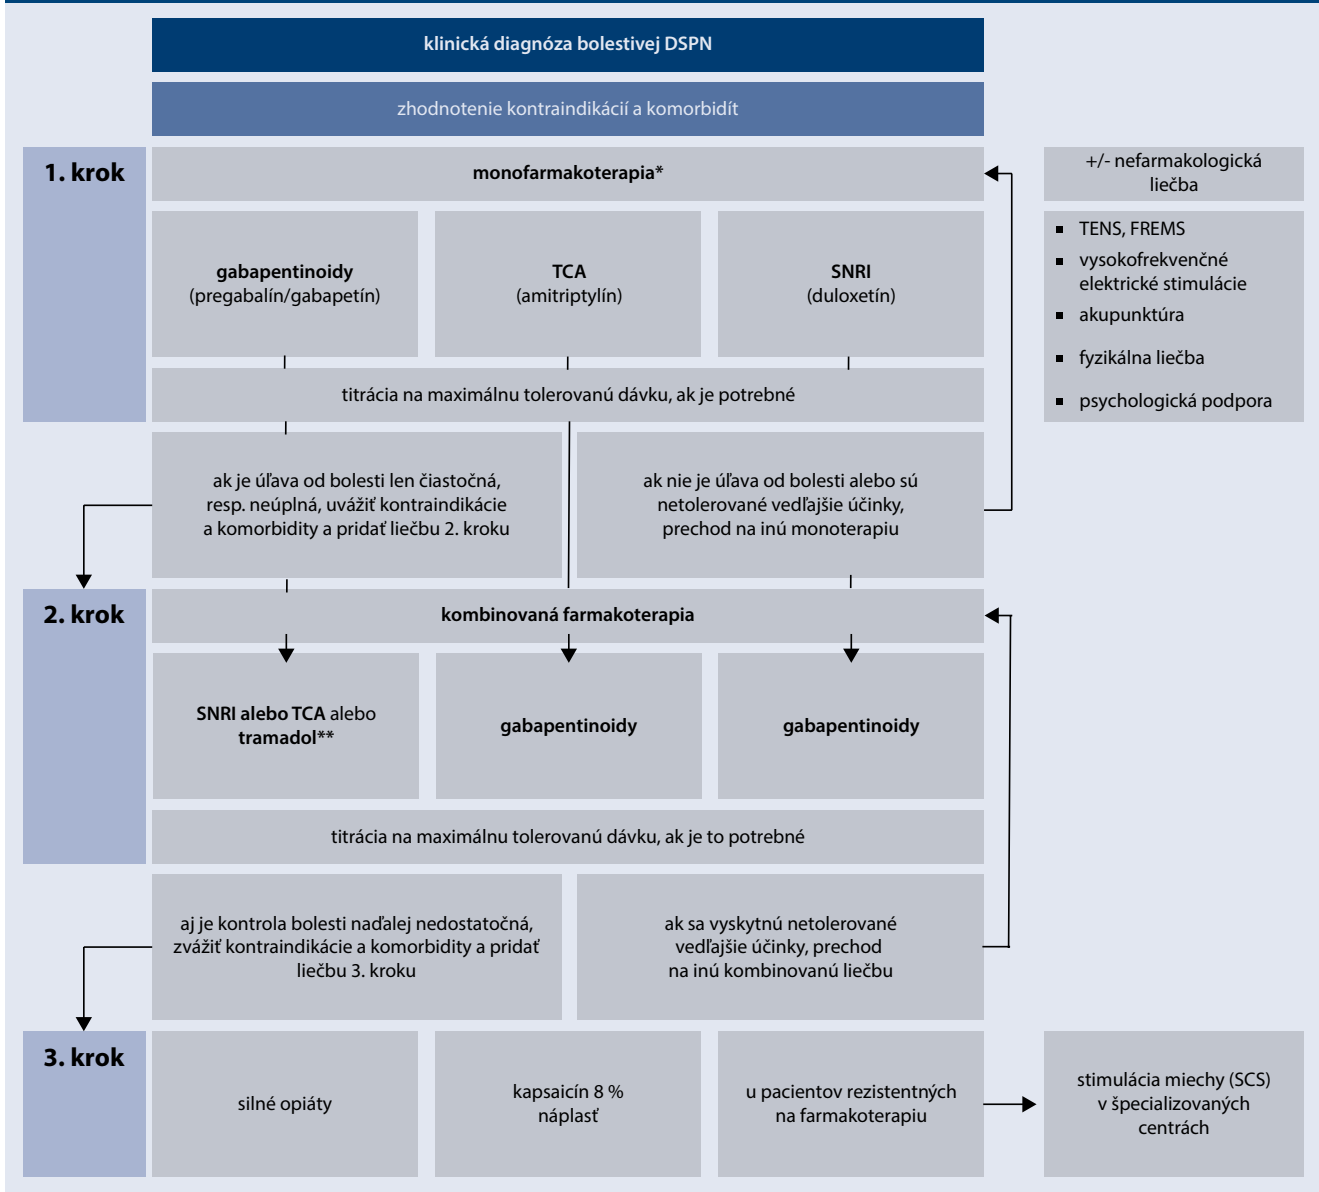 klinická diagnóza bolestivej DSPN
zhodnotenie kontraindikácií a komorbidít
1. krok
monofarmakoterapia*
+/- nefarmakologická
liečba
gabapentinoidy
(pregabalín/gabapetín)
TCA
(amitriptylín)
SNRI
(duloxetín)
TENS, FREMS
vysokofrekvenčné
elektrické stimulácie
akupunktúra
fyzikálna liečba
psychologická podpora
titrácia na maximálnu tolerovanú dávku, ak je potrebné
ak je úľava od bolesti len čiastočná,
resp. neúplná, uvážiť kontraindikácie
a komorbidity a pridať liečbu 2. kroku
ak nie je úľava od bolesti alebo sú
netolerované vedľajšie účinky,
prechod na inú monoterapiu
2. krok
kombinovaná farmakoterapia
SNRI alebo TCA alebo
tramadol**
gabapentinoidy
gabapentinoidy
titrácia na maximálnu tolerovanú dávku, ak je to potrebné
aj je kontrola bolesti naďalej nedostatočná,
zvážiť kontraindikácie a komorbidity a pridať
liečbu 3. kroku
ak sa vyskytnú netolerované
vedľajšie účinky, prechod
na inú kombinovanú liečbu
3. krok
silné opiáty
kapsaicín 8 %
náplasť
u pacientov rezistentných
na farmakoterapiu
stimulácia miechy (SCS)
v špecializovaných
centrách